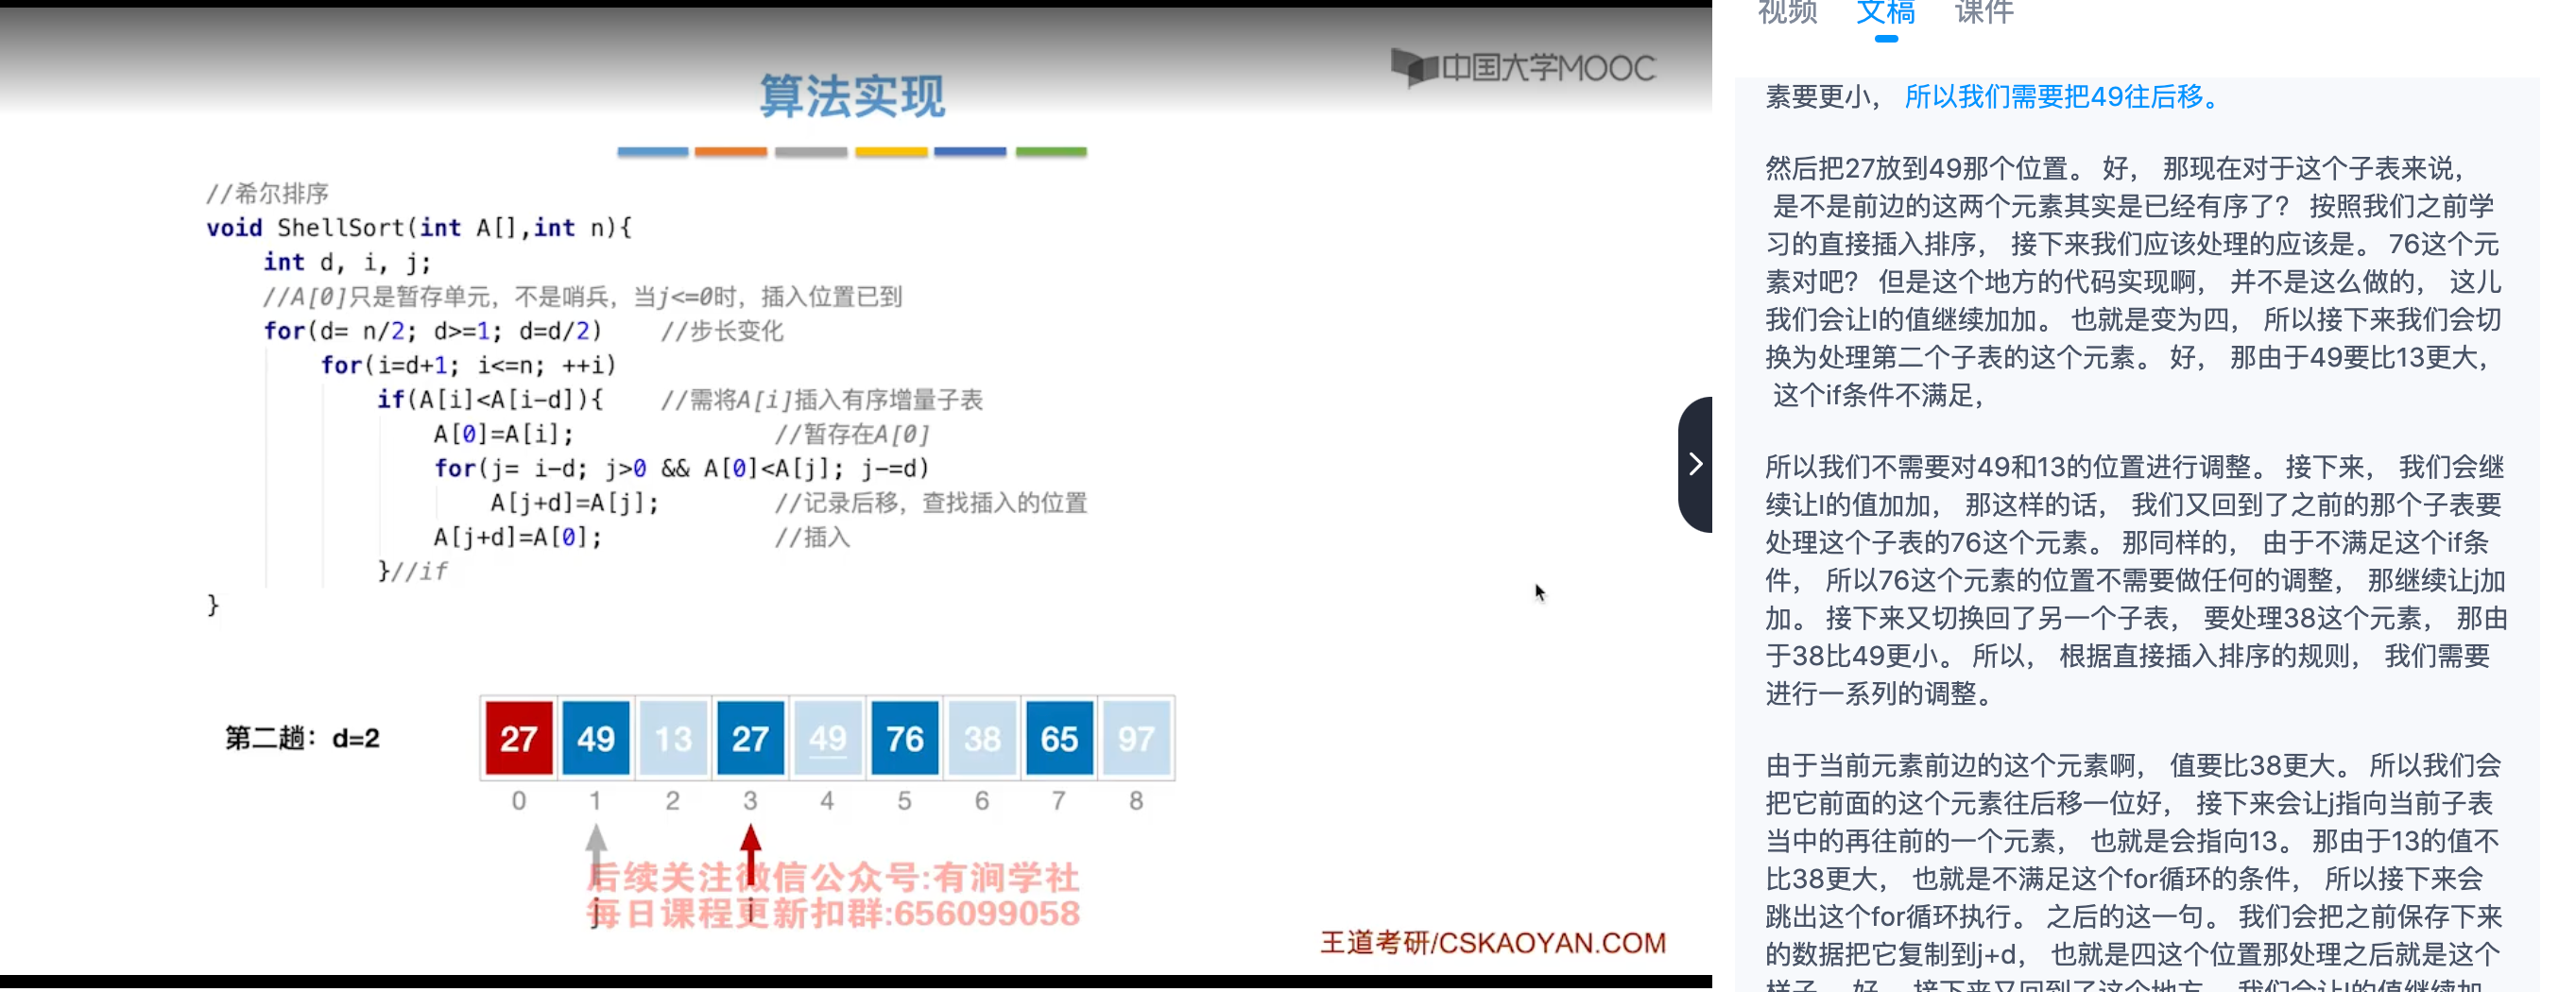 中国大学MOOC
算法实现
//希尔排序
void ShellSort(int A[],int n){
int d, i, j;
//A[0]只是暂存单元，不是哨兵，当j<=0时，插入位置已到
for(d= n/2; d>=1; d=d/2) //步长变化
for(i=d+1; i<=n; ++i)
if(A[i]<A[i-d]){ //需将A[i]插入有序增量子表
A[0]=A[i]; //暂存在A[0]
for(j= i-d; j>0 && A[0]<A[j]; j-=d)
A[j+d]=A[j]; //记录后移，查找插入的位置
A[j+d]=A[0]; //插入
}//if
}
第二趟：d=2
27 49 13 27 49 76 38 65 97
0 1 2 3 4 5 6 7 8
j i
后续关注微信公众号:有涧学社
每日课程更新扣群:656099058
王道考研/CSKAOYAN.COM
视频 文稿 课件
素要更小， 所以我们需要把49往后移。
然后把27放到49那个位置。 好， 那现在对于这个子表来说，
是不是前边的这两个元素其实是已经有序了？ 按照我们之前学
习的直接插入排序， 接下来我们应该处理的应该是。 76这个元
素对吧？ 但是这个地方的代码实现啊， 并不是这么做的， 这儿
我们会让I的值继续加加。 也就是变为四， 所以接下来我们会切
换为处理第二个子表的这个元素。 好， 那由于49要比13更大，
这个if条件不满足，
所以我们不需要对49和13的位置进行调整。 接下来， 我们会继
续让I的值加加， 那这样的话， 我们又回到了之前的那个子表要
处理这个子表的76这个元素。 那同样的， 由于不满足这个if条
件， 所以76这个元素的位置不需要做任何的调整， 那继续让j加
加。 接下来又切换回了另一个子表， 要处理38这个元素， 那由
于38比49更小。 所以， 根据直接插入排序的规则， 我们需要
进行一系列的调整。
由于当前元素前边的这个元素啊， 值要比38更大。 所以我们会
把它前面的这个元素往后移一位好， 接下来会让j指向当前子表
当中的再往前的一个元素， 也就是会指向13。 那由于13的值不
比38更大， 也就是不满足这个for循环的条件， 所以接下来会
跳出这个for循环执行。 之后的这一句。 我们会把之前保存下来
的数据把它复制到j+d， 也就是四这个位置那处理之后就是这个
样子。 好， 接下来又回到了这个地方， 我们会让I的值继续加